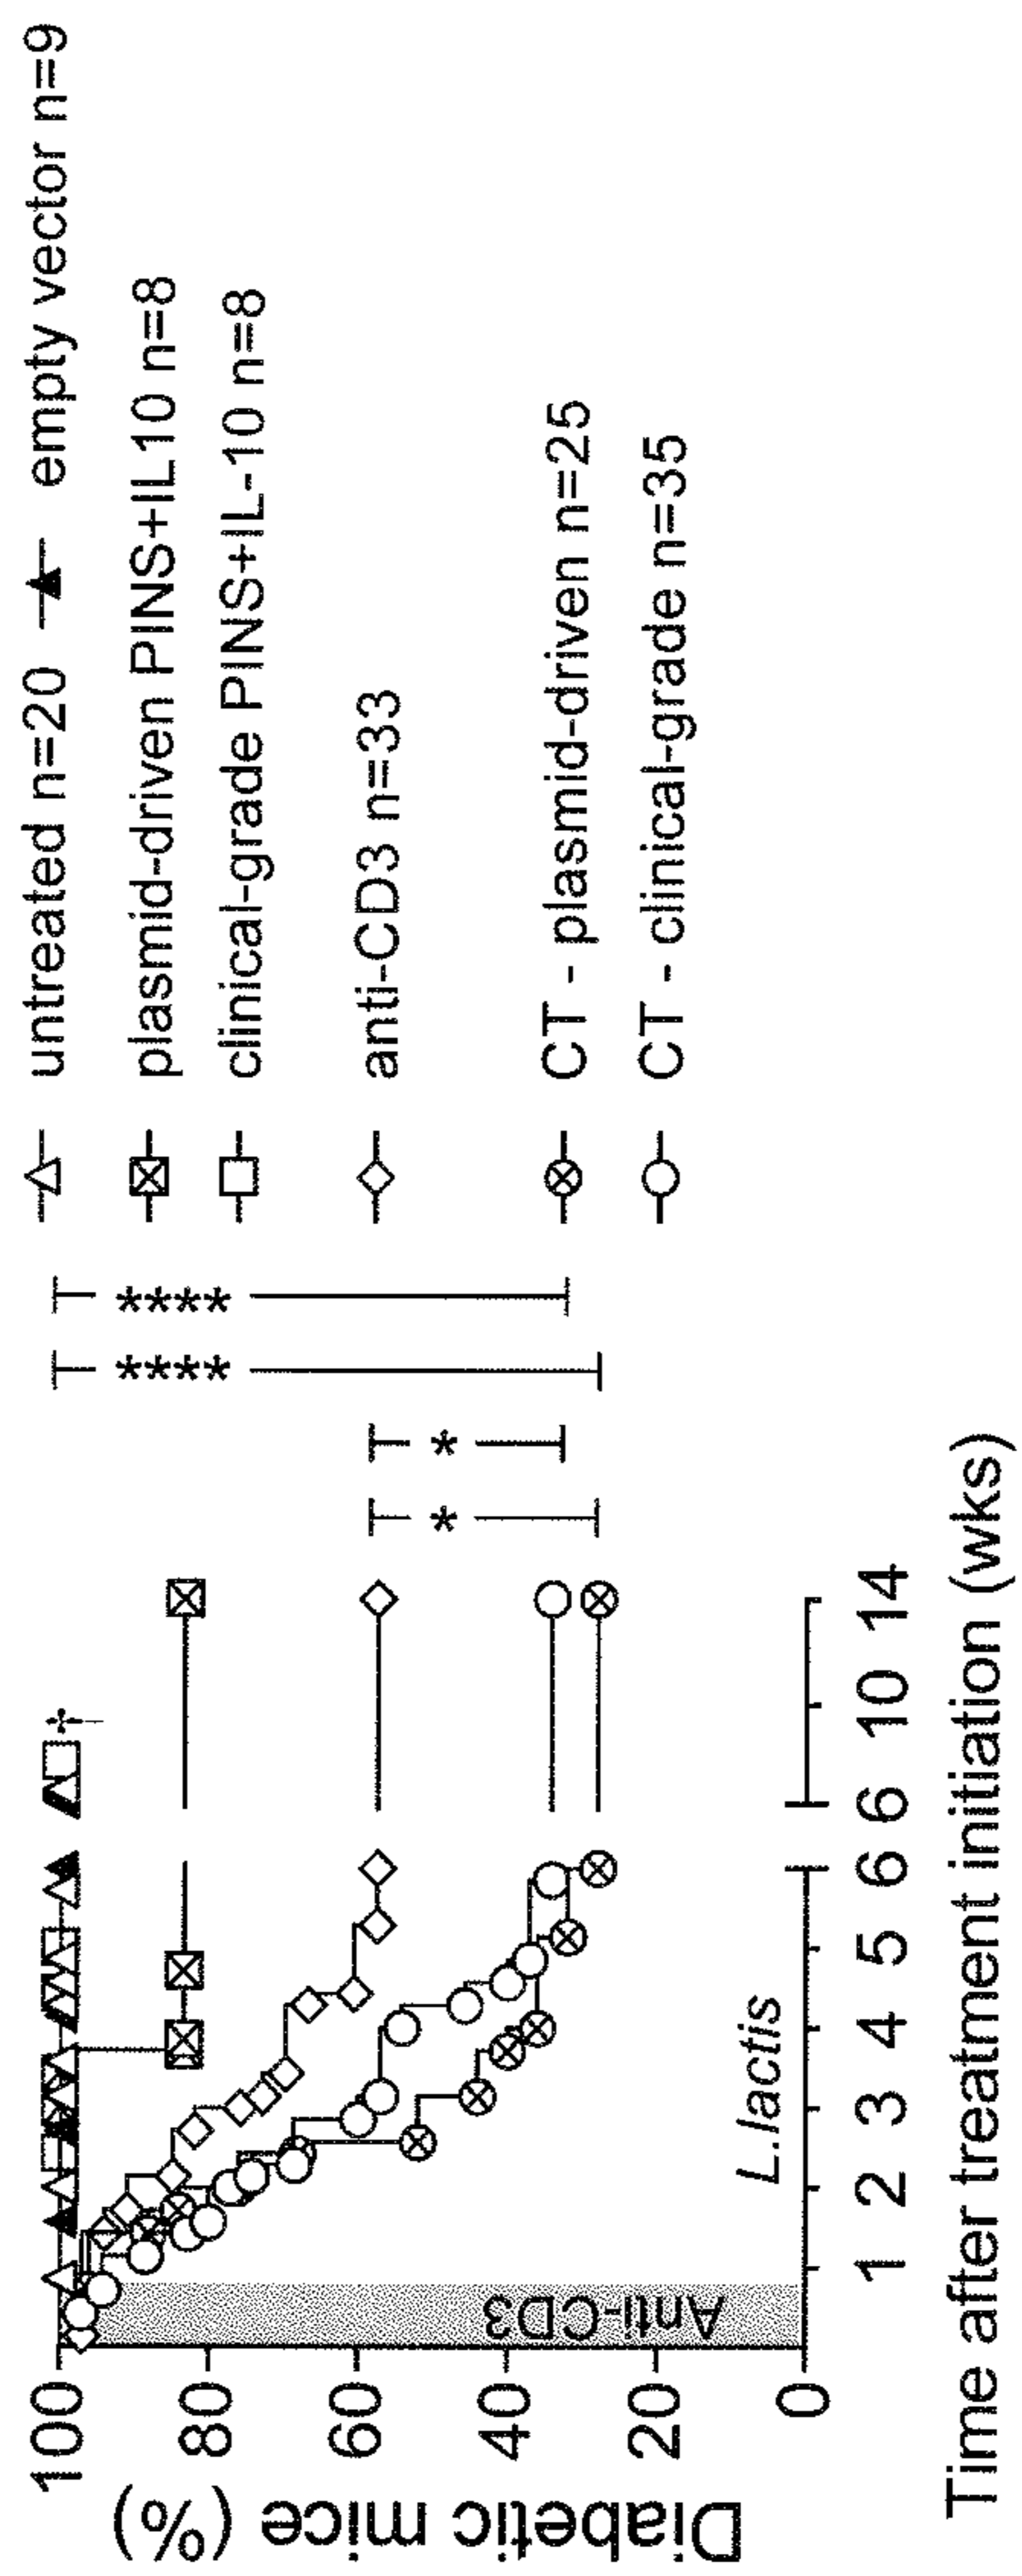 untreated n=20
empty vector n=9
plasmid-driven PINS+IL10 n=8
clinical-grade PINS+IL-10 n=8
anti-CD3 n=33
CT - plasmid-driven n=25
CT - clinical-grade n=35
****
****
*
*
†
Diabetic mice (%)
100
80
60
40
20
0
Anti-CD3
L.lactis
1 2 3 4 5 6 6 10 14
Time after treatment initiation (wks)